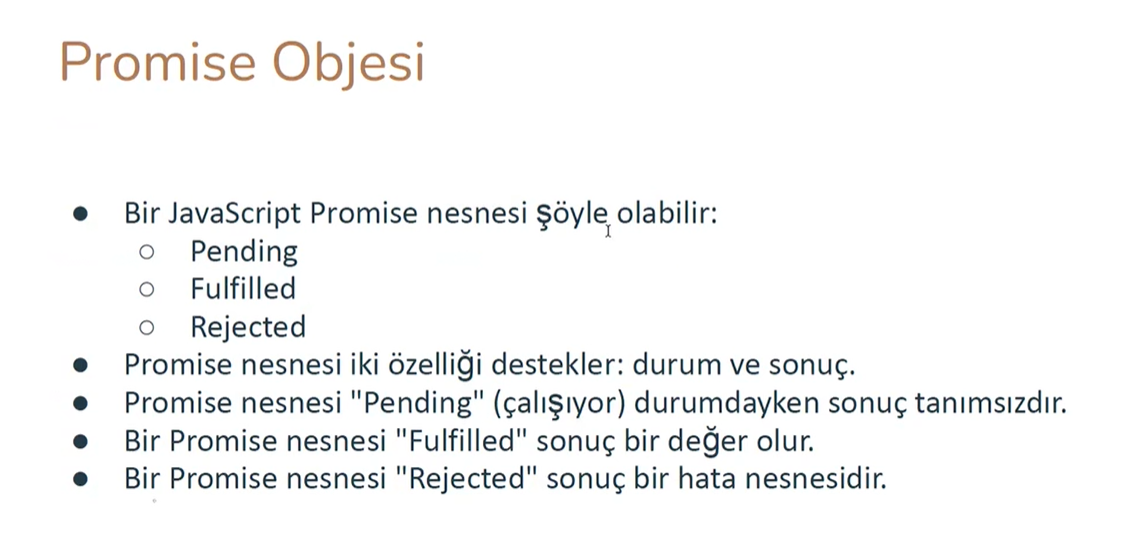 Promise Objesi
● Bir JavaScript Promise nesnesi şöyle olabilir:
○ Pending
○ Fulfilled
○ Rejected
● Promise nesnesi iki özelliği destekler: durum ve sonuç.
● Promise nesnesi "Pending" (çalışıyor) durumdayken sonuç tanımsızdır.
● Bir Promise nesnesi "Fulfilled" sonuç bir değer olur.
● Bir Promise nesnesi "Rejected" sonuç bir hata nesnesidir.